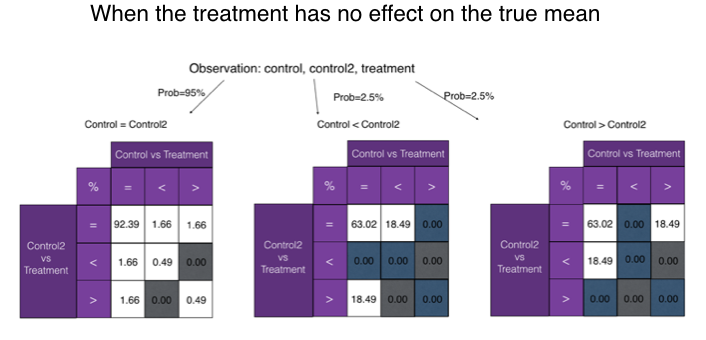 When the treatment has no effect on the true mean
Observation: control, control2, treatment
Prob=95%
Prob=2.5%
Prob=2.5%
Control = Control2
Control vs Treatment
% = < >
Control2 vs Treatment
= 92.39 1.66 1.66
< 1.66 0.49 0.00
> 1.66 0.00 0.49
Control < Control2
Control vs Treatment
% = < >
Control2 vs Treatment
= 63.02 18.49 0.00
< 0.00 0.00 0.00
> 18.49 0.00 0.00
Control > Control2
Control vs Treatment
% = < >
Control2 vs Treatment
= 63.02 0.00 18.49
< 18.49 0.00 0.00
> 0.00 0.00 0.00